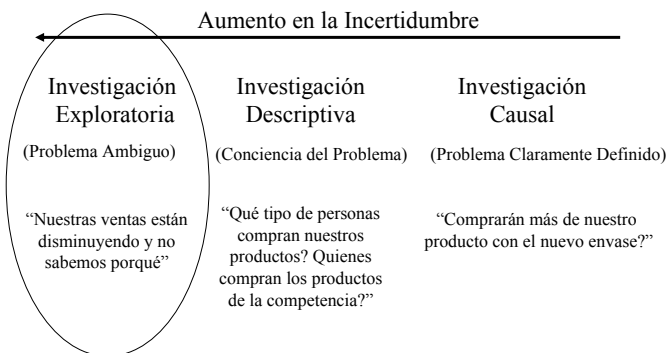 Aumento en la Incertidumbre
Investigación
Exploratoria
(Problema Ambiguo)
“Nuestras ventas están
disminuyendo y no
sabemos porqué”
Investigación
Descriptiva
(Conciencia del Problema)
“Qué tipo de personas
compran nuestros
productos? Quienes
compran los productos
de la competencia?”
Investigación
Causal
(Problema Claramente Definido)
“Comprarán más de nuestro
producto con el nuevo envase?”